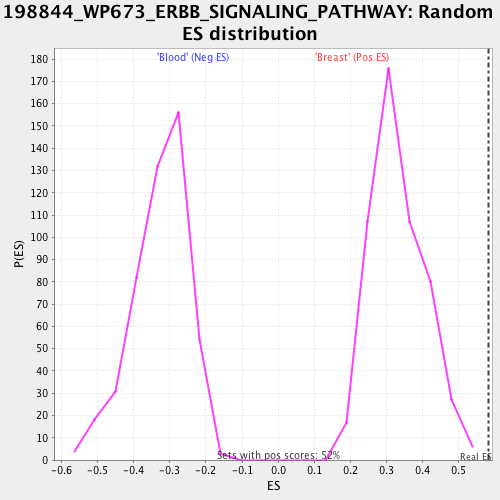 198844_WP673_ERBB_SIGNALING_PATHWAY: Random
ES distribution
'Blood' (Neg ES)
'Breast' (Pos ES)
180
170
160
150
140
130
120
110
100
90
80
70
60
50
40
30
20
10
0
P(ES)
Sets with pos scores: 52%
Real ES
-0.6 -0.5 -0.4 -0.3 -0.2 -0.1 0.0 0.1 0.2 0.3 0.4 0.5
ES